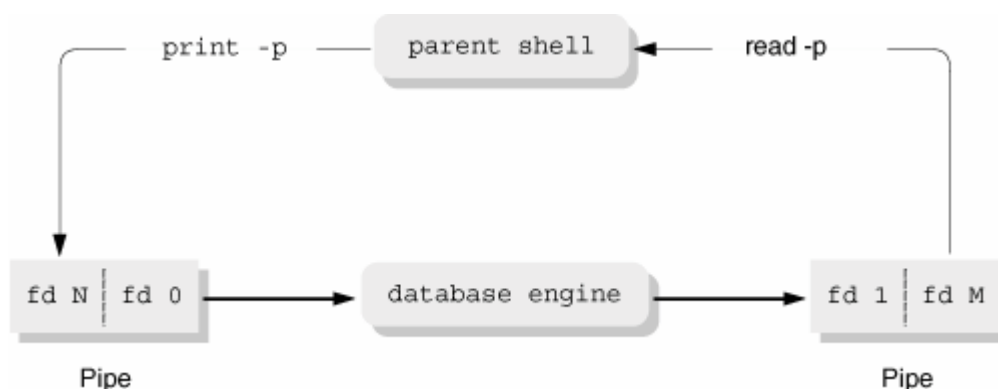 print -p
parent shell
read -p
fd N
fd 0
database engine
fd 1
fd M
Pipe
Pipe